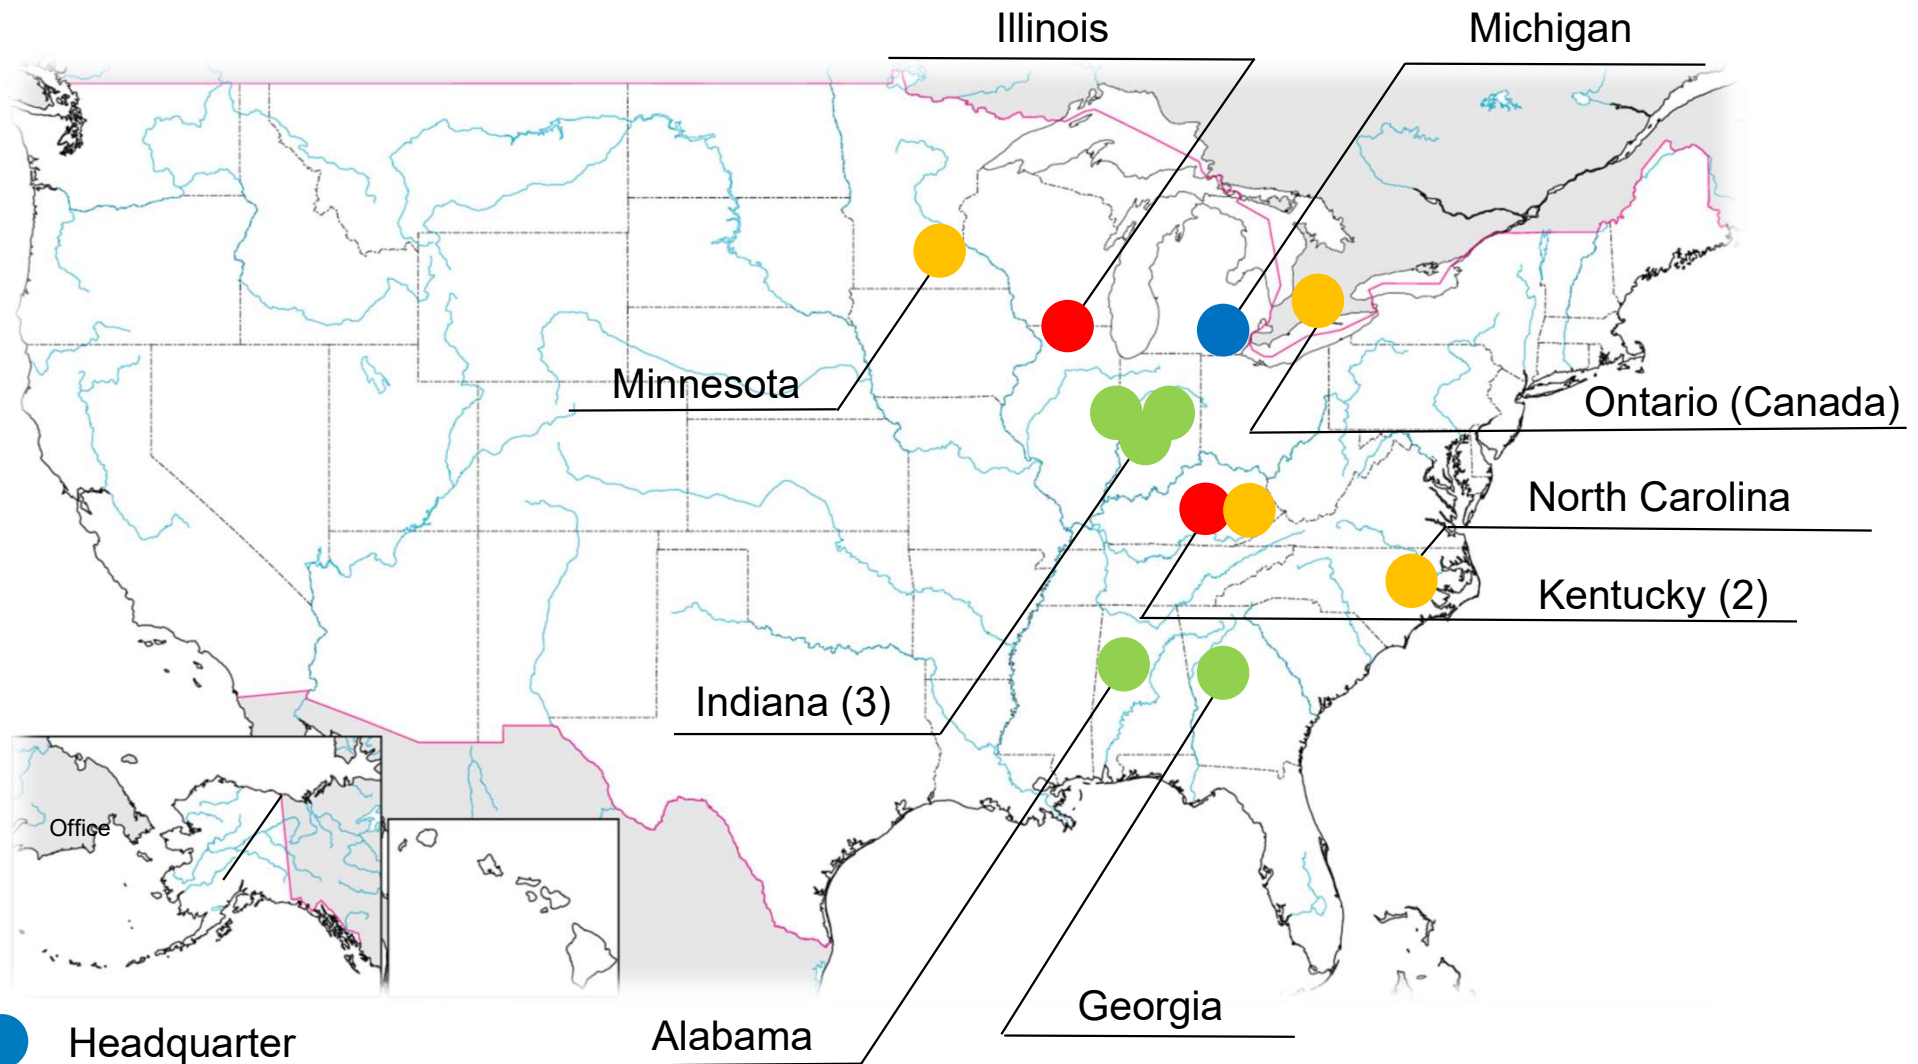 Illinois
Michigan
Minnesota
Ontario (Canada)
North Carolina
Kentucky (2)
Indiana (3)
Office
Georgia
Alabama
Headquarter